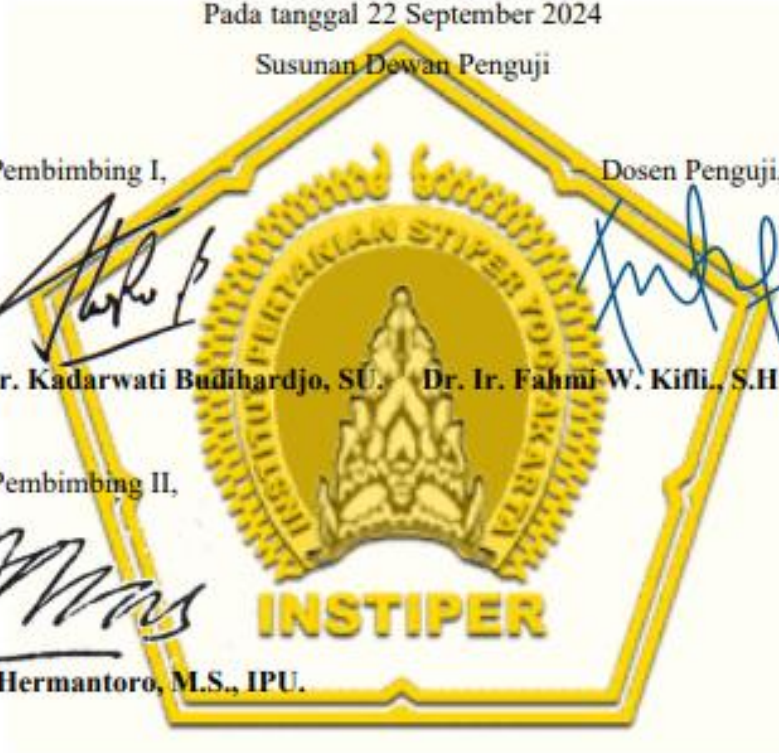 Pada tanggal 22 September 2024
Susunan Dewan Penguji
Pembimbing I,
Dosen Penguji,
r. Kadarwati Budihardjo, SU.
Dr. Ir. Fahmi W. Kifli., S.H
INSTITUT PERTANIAN STIPER YOGYAKARTA
Pembimbing II,
INSTIPER
Hermantoro, M.S., IPU.